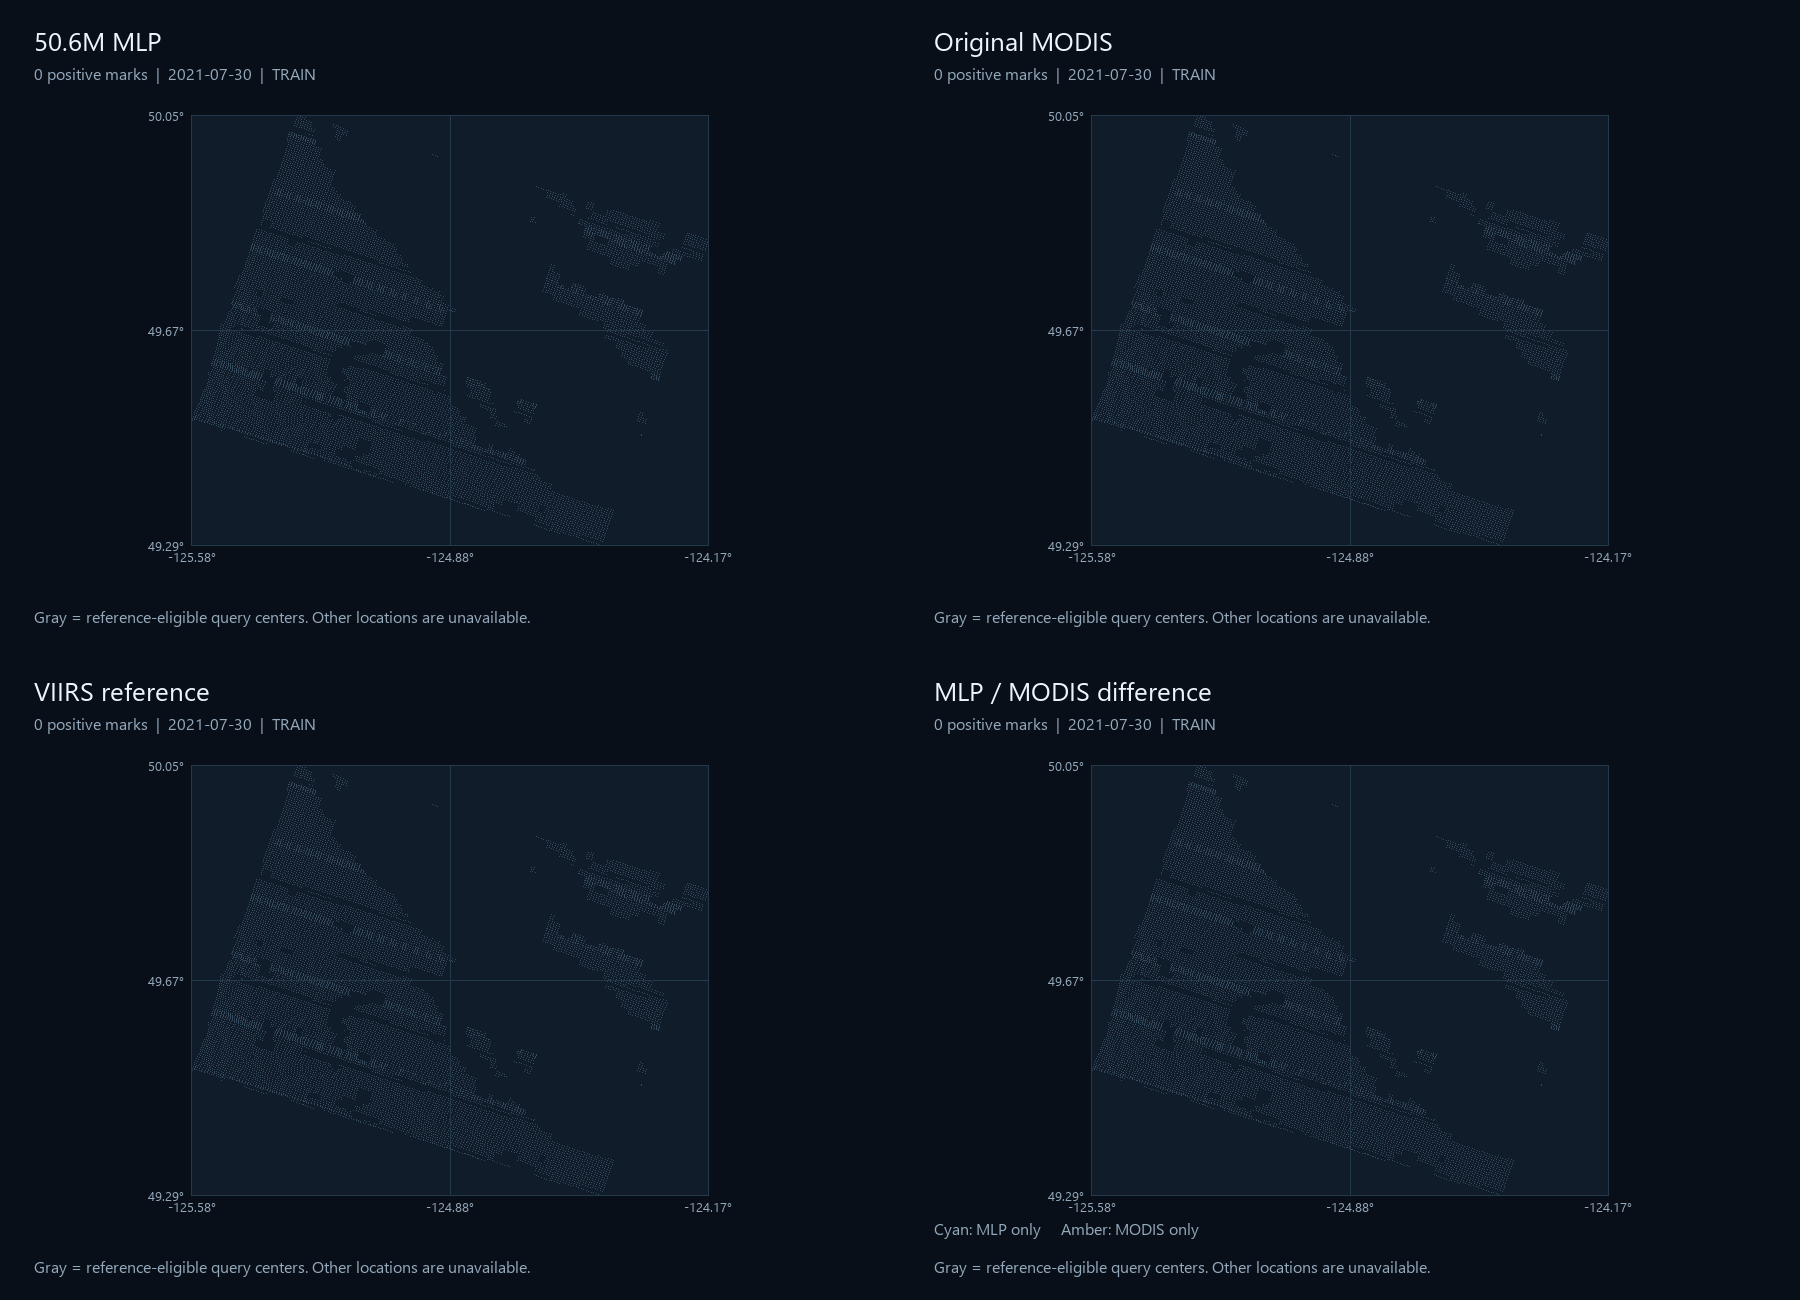 50.6M MLP
0 positive marks | 2021-07-30 | TRAIN
50.05°
49.67°
49.29°
-125.58°
-124.88°
-124.17°
Gray = reference-eligible query centers. Other locations are unavailable.
Original MODIS
0 positive marks | 2021-07-30 | TRAIN
50.05°
49.67°
49.29°
-125.58°
-124.88°
-124.17°
Gray = reference-eligible query centers. Other locations are unavailable.
VIIRS reference
0 positive marks | 2021-07-30 | TRAIN
50.05°
49.67°
49.29°
-125.58°
-124.88°
-124.17°
Gray = reference-eligible query centers. Other locations are unavailable.
MLP / MODIS difference
0 positive marks | 2021-07-30 | TRAIN
50.05°
49.67°
49.29°
-125.58°
-124.88°
-124.17°
Cyan: MLP only Amber: MODIS only
Gray = reference-eligible query centers. Other locations are unavailable.